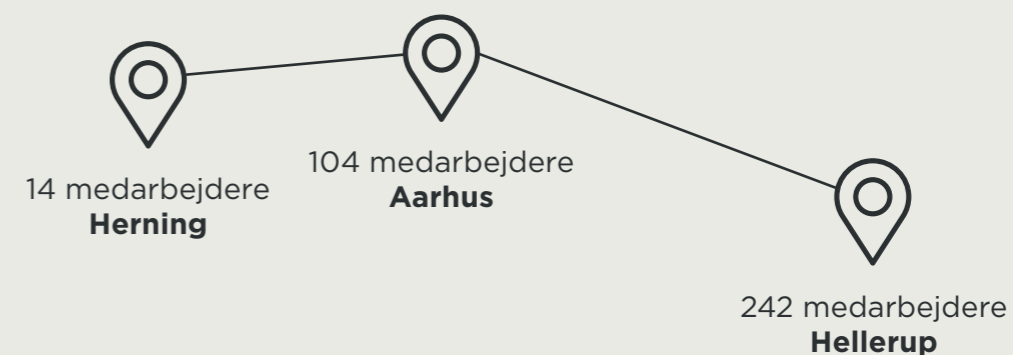 14 medarbejdere
Herning
104 medarbejdere
Aarhus
242 medarbejdere
Hellerup